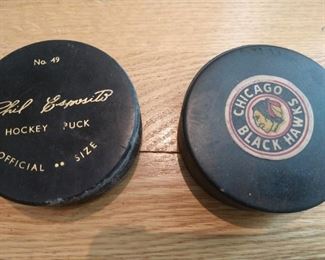 No. 49
Phil Esposito
HOCKEY PUCK
OFFICIAL •• SIZE
CHICAGO
BLACK HAWKS